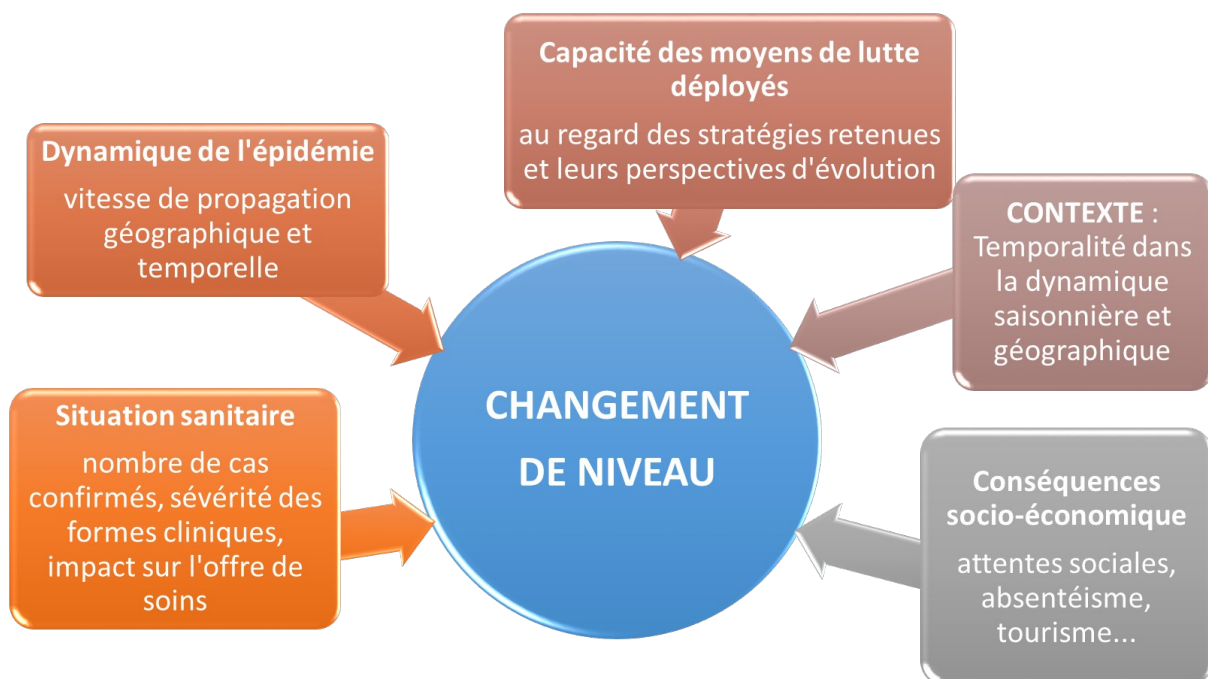 Capacité des moyens de lutte
déployés
au regard des stratégies retenues
et leurs perspectives d'évolution
Dynamique de l'épidémie
vitesse de propagation
géographique et
temporelle
CONTEXTE :
Temporalité dans
la dynamique
saisonnière et
géographique
CHANGEMENT
DE NIVEAU
Situation sanitaire
nombre de cas
confirmés, sévérité des
formes cliniques,
impact sur l'offre de
soins
Conséquences
socio-économique
attentes sociales,
absentéisme,
tourisme...